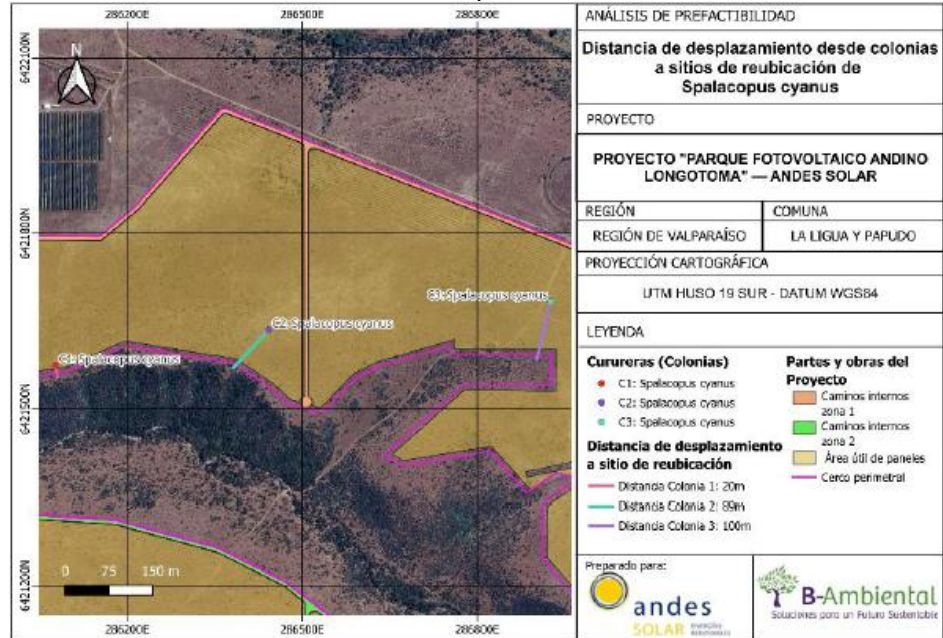 286200E
286500E
286800E
6422100N
6421800N
6421500N
6421200N
N
C3: Spalacopus cyanus
C2: Spalacopus cyanus
C1: Spalacopus cyanus
0 75 150 m
286200E
286500E
286800E
ANÁLISIS DE PREFACTIBILIDAD
Distancia de desplazamiento desde colonias
a sitios de reubicación de
Spalacopus cyanus
PROYECTO
PROYECTO "PARQUE FOTOVOLTAICO ANDINO
LONGOTOMA" — ANDES SOLAR
REGIÓN
COMUNA
REGIÓN DE VALPARAÍSO
LA LIGUA Y PAPUDO
PROYECCIÓN CARTOGRÁFICA
UTM HUSO 19 SUR - DATUM WGS84
LEYENDA
Curureras (Colonias)
C1: Spalacopus cyanus
C2: Spalacopus cyanus
C3: Spalacopus cyanus
Distancia de desplazamiento
a sitio de reubicación
Distancia Colonia 1: 20m
Distancia Colonia 2: 89m
Distancia Colonia 3: 100m
Partes y obras del
Proyecto
Caminos internos
zona 1
Caminos internos
zona 2
Área útil de paneles
Cerco perimetral
Preparado para:
andes
SOLAR
B-Ambiental
Soluciones para un Futuro Sustentable